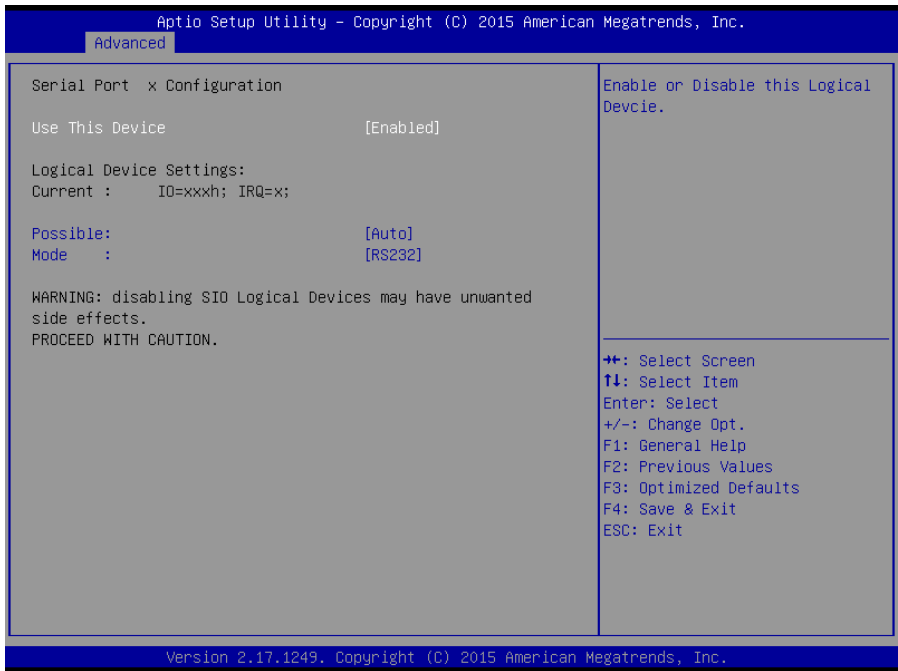 Aptio Setup Utility – Copyright (C) 2015 American Megatrends, Inc.
Advanced
Serial Port  x Configuration
Use This Device [Enabled]
Logical Device Settings:
Current : IO=xxxh; IRQ=x;
Possible: [Auto]
Mode : [RS232]
WARNING: disabling SIO Logical Devices may have unwanted
side effects.
PROCEED WITH CAUTION.
Enable or Disable this Logical
Devcie.
→←: Select Screen
↑↓: Select Item
Enter: Select
+/-: Change Opt.
F1: General Help
F2: Previous Values
F3: Optimized Defaults
F4: Save & Exit
ESC: Exit
Version 2.17.1249. Copyright (C) 2015 American Megatrends, Inc.